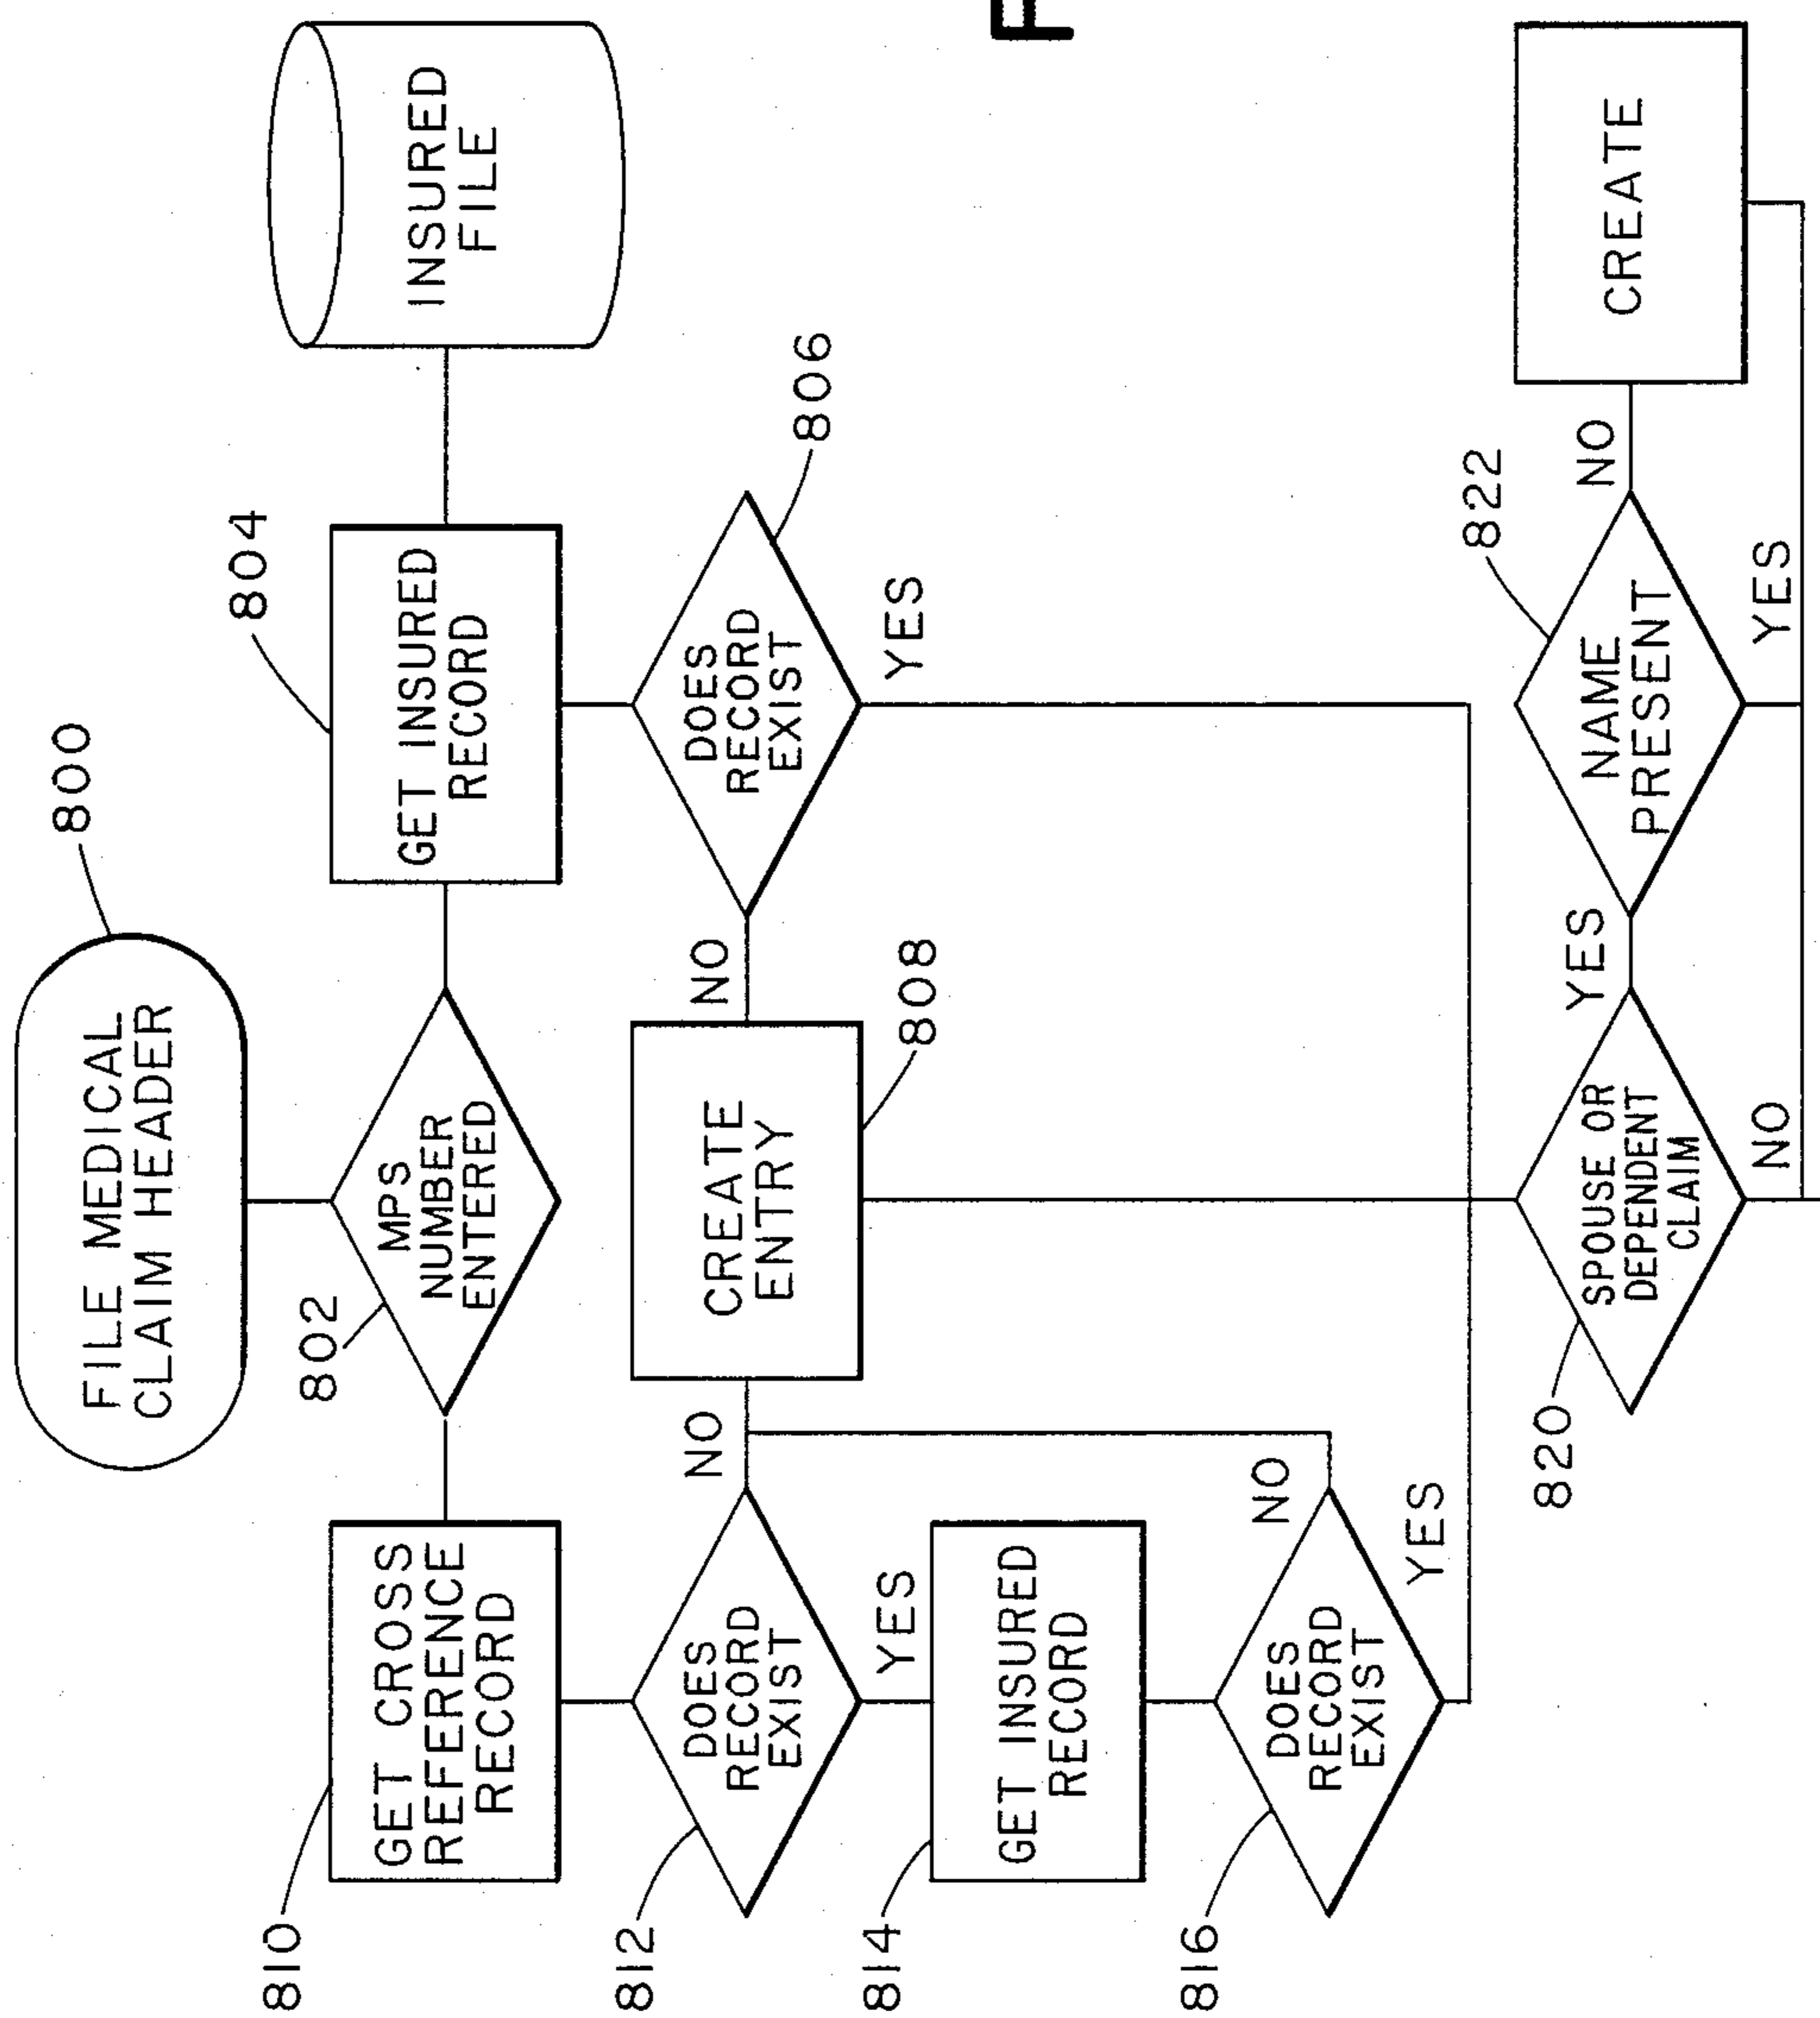 800
FILE MEDICAL
CLAIM HEADER
810
802
804
GET CROSS
REFERENCE
RECORD
MPS
NUMBER
ENTERED
GET INSURED
RECORD
INSURED
FILE
812
DOES
RECORD
EXIST
NO
CREATE
ENTRY
NO
DOES
RECORD
EXIST
806
YES
808
YES
814
GET INSURED
RECORD
816
DOES
RECORD
EXIST
NO
YES
820
SPOUSE OR
DEPENDENT
CLAIM
YES
822
NAME
PRESENT
NO
CREATE
NO
YES